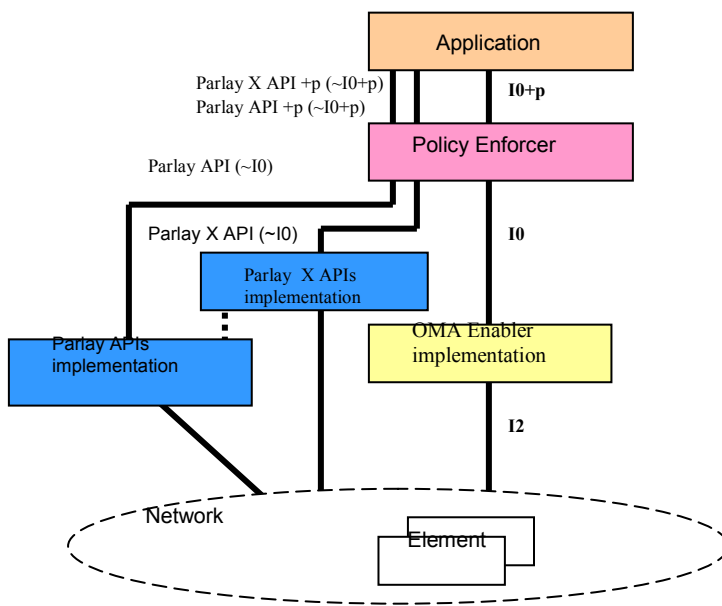 Application
Parlay X API +p (~I0+p)
Parlay API +p (~I0+p)
I0+p
Policy Enforcer
Parlay API (~I0)
Parlay X API (~I0)
I0
Parlay X APIs
implementation
OMA Enabler
implementation
Parlay APIs
implementation
I2
Network
Element